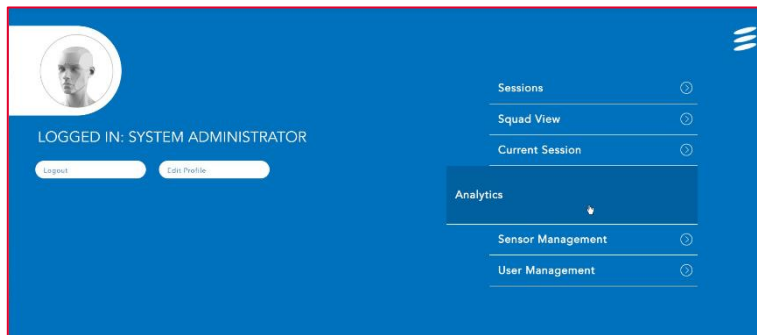 LOGGED IN: SYSTEM ADMINISTRATOR
Logout
Edit Profile
Sessions
Squad View
Current Session
Analytics
Sensor Management
User Management